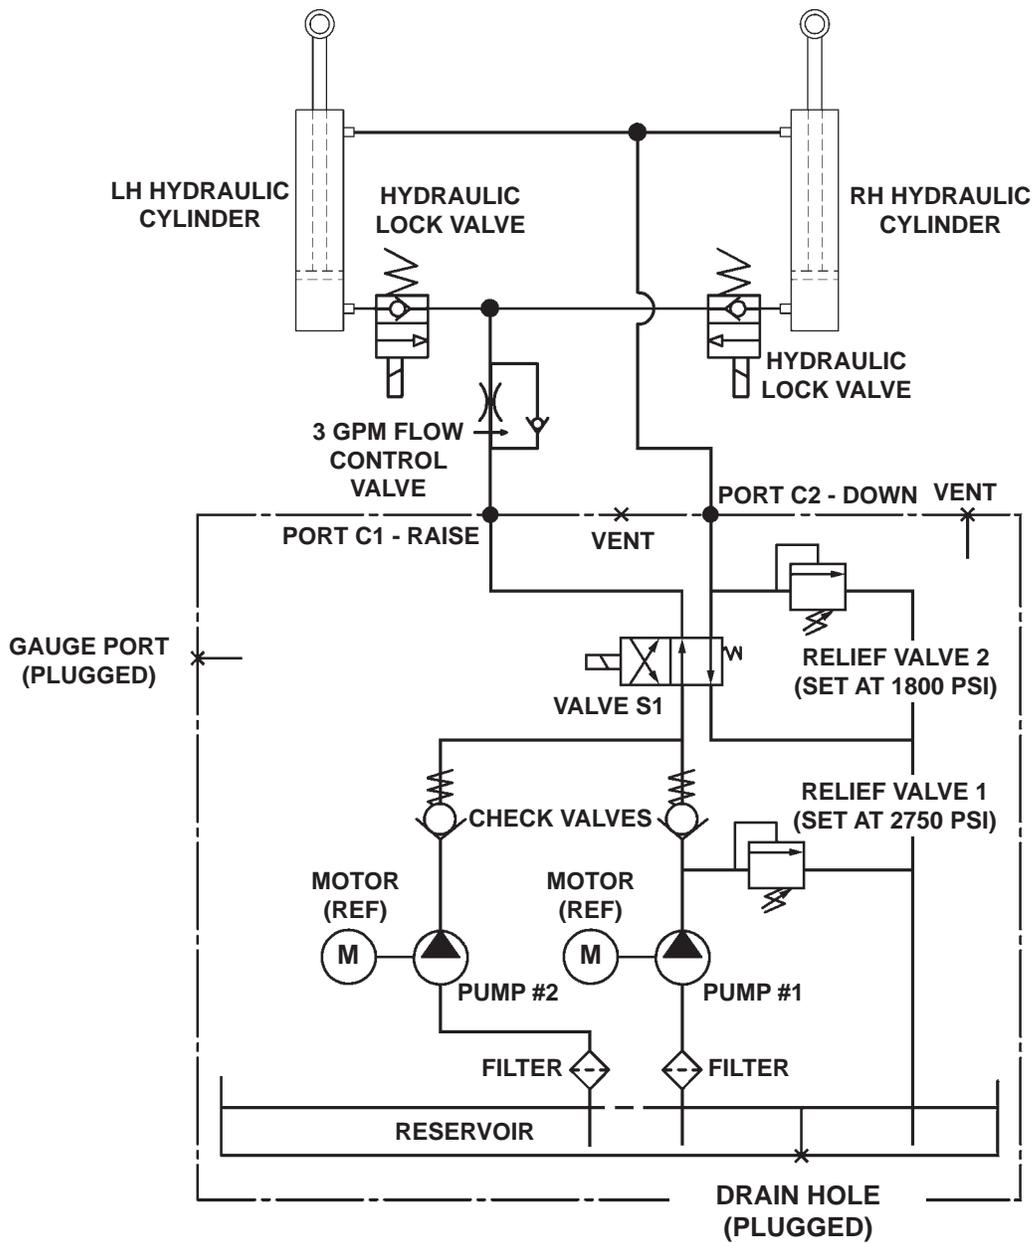 LH HYDRAULIC
CYLINDER
HYDRAULIC
LOCK VALVE
RH HYDRAULIC
CYLINDER
HYDRAULIC
LOCK VALVE
3 GPM FLOW
CONTROL
VALVE
PORT C2 - DOWN
VENT
PORT C1 - RAISE
VENT
GAUGE PORT
(PLUGGED)
RELIEF VALVE 2
(SET AT 1800 PSI)
VALVE S1
RELIEF VALVE 1
(SET AT 2750 PSI)
CHECK VALVES
MOTOR
(REF)
MOTOR
(REF)
M
M
PUMP #2
PUMP #1
FILTER
FILTER
RESERVOIR
DRAIN HOLE
(PLUGGED)